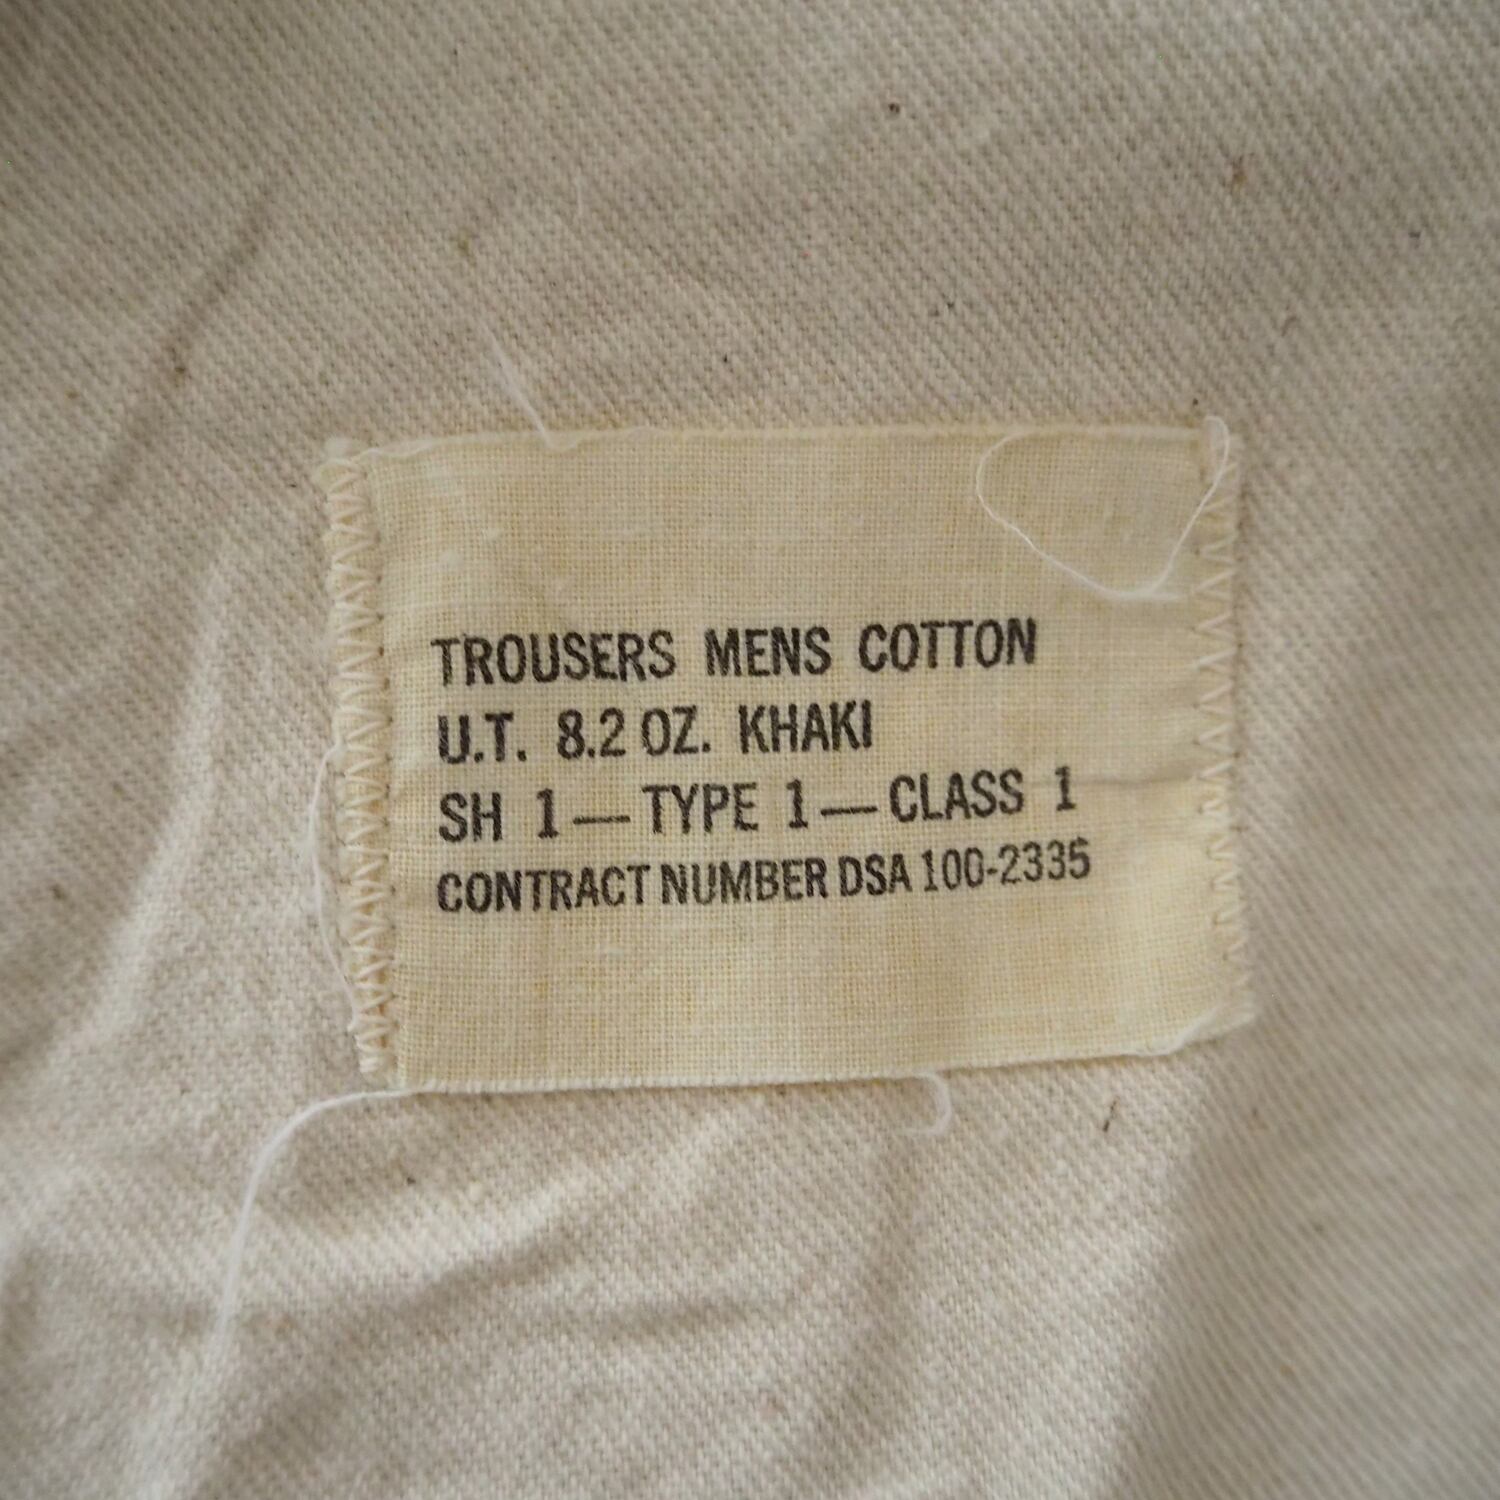 TROUSERS MENS COTTON
U.T. 8.2 OZ. KHAKI
SH 1—TYPE 1—CLASS 1
CONTRACT NUMBER DSA 100-2335